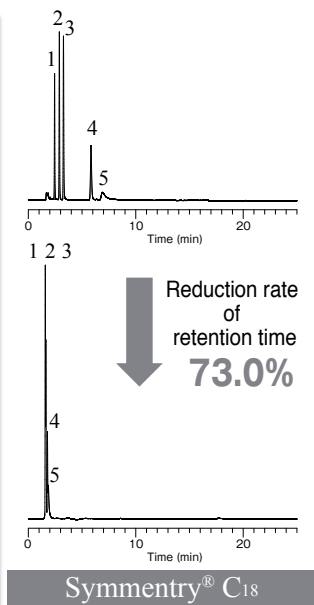 1
2
3
4
5
0 10 20
Time (min)
1 2 3
Reduction rate
of
retention time
73.0%
4
5
0 10 20
Time (min)
Symmentry® C18